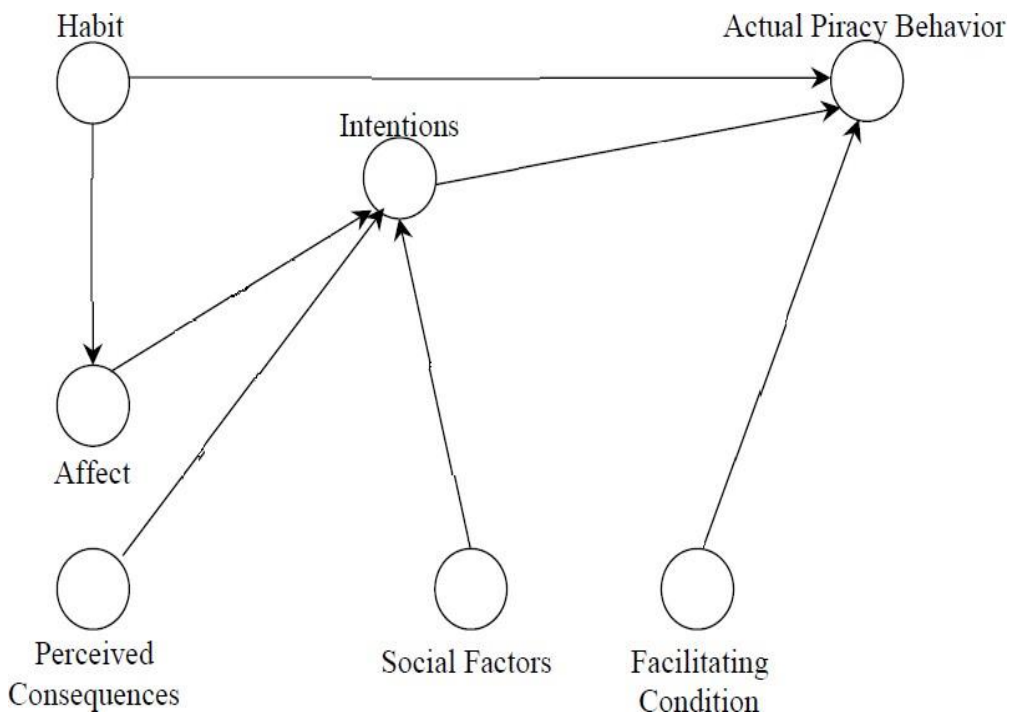 Habit
Actual Piracy Behavior
Intentions
Affect
Perceived
Consequences
Social Factors
Facilitating
Condition